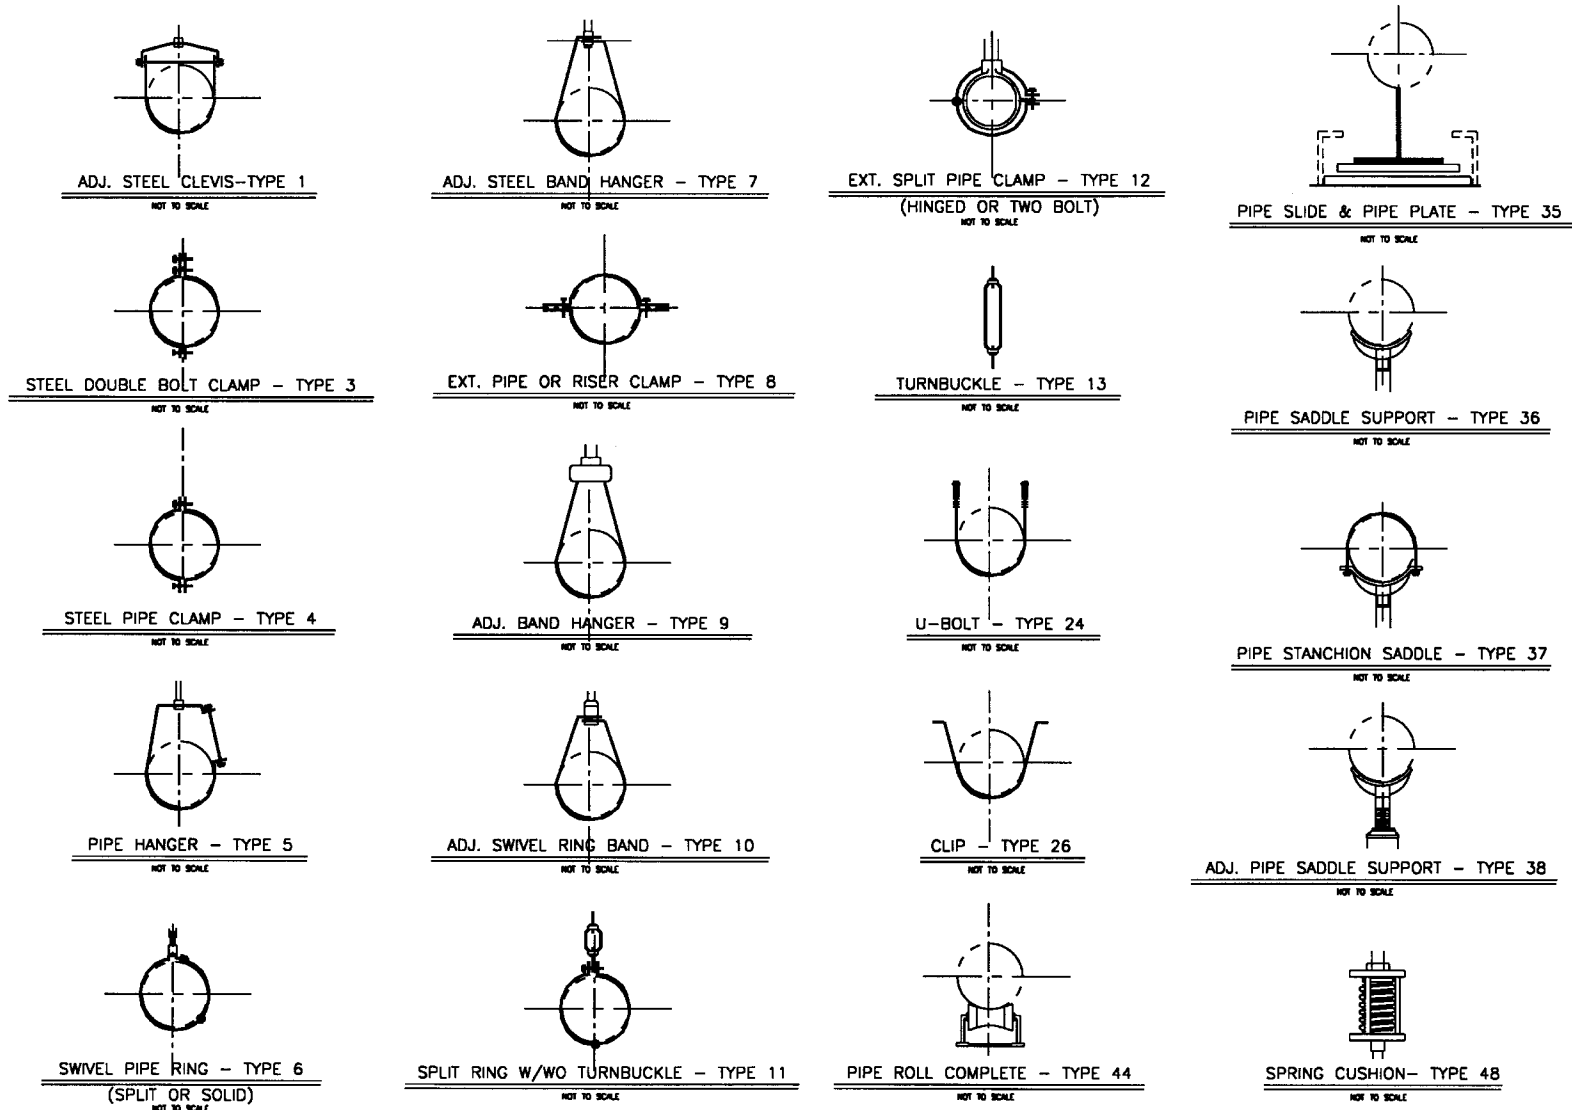 ADJ. STEEL CLEVIS-TYPE 1
NOT TO SCALE
ADJ. STEEL BAND HANGER - TYPE 7
NOT TO SCALE
EXT. SPLIT PIPE CLAMP - TYPE 12
(HINGED OR TWO BOLT)
NOT TO SCALE
PIPE SLIDE & PIPE PLATE - TYPE 35
NOT TO SCALE
STEEL DOUBLE BOLT CLAMP - TYPE 3
NOT TO SCALE
EXT. PIPE OR RISER CLAMP - TYPE 8
NOT TO SCALE
TURNBUCKLE - TYPE 13
NOT TO SCALE
PIPE SADDLE SUPPORT - TYPE 36
NOT TO SCALE
STEEL PIPE CLAMP - TYPE 4
NOT TO SCALE
ADJ. BAND HANGER - TYPE 9
NOT TO SCALE
U-BOLT - TYPE 24
NOT TO SCALE
PIPE STANCHION SADDLE - TYPE 37
NOT TO SCALE
PIPE HANGER - TYPE 5
NOT TO SCALE
ADJ. SWIVEL RING BAND - TYPE 10
NOT TO SCALE
CLIP - TYPE 26
NOT TO SCALE
ADJ. PIPE SADDLE SUPPORT - TYPE 38
NOT TO SCALE
SWIVEL PIPE RING - TYPE 6
(SPLIT OR SOLID)
NOT TO SCALE
SPLIT RING W/WO TURNBUCKLE - TYPE 11
NOT TO SCALE
PIPE ROLL COMPLETE - TYPE 44
NOT TO SCALE
SPRING CUSHION- TYPE 48
NOT TO SCALE